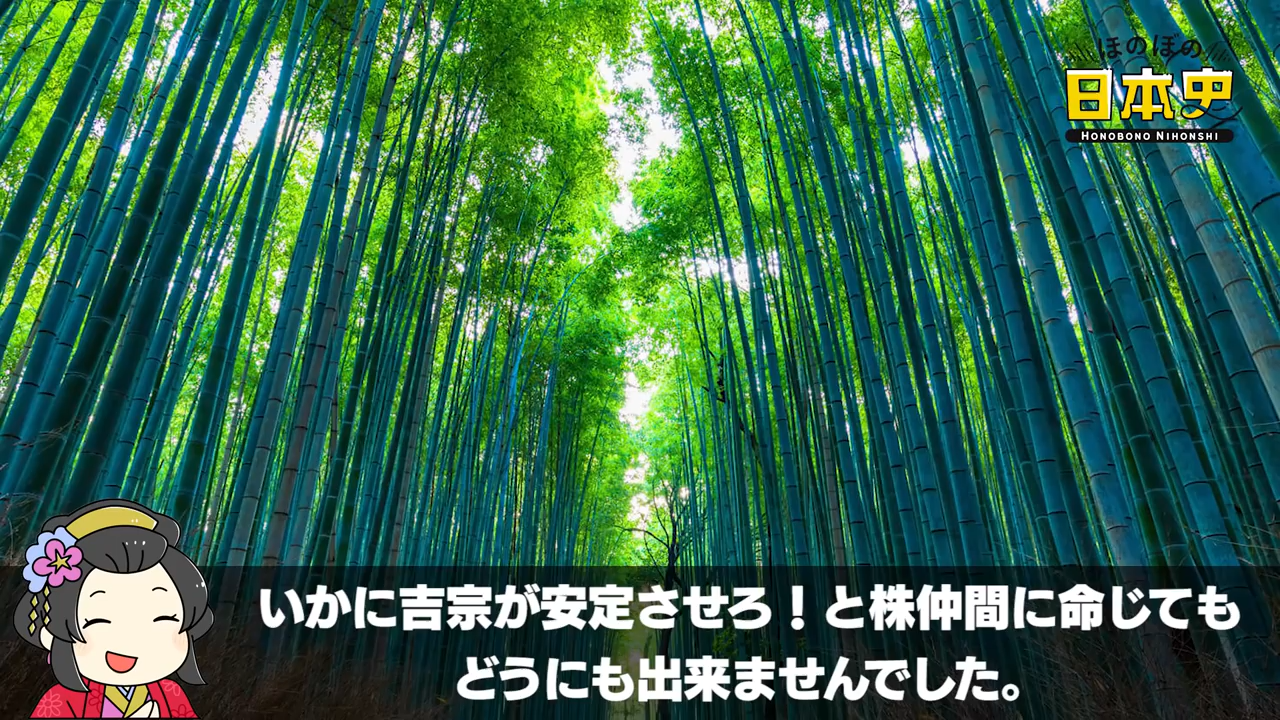 ほのぼの
日本史
HONOBONO NIHONSHI
いかに吉宗が安定させろ！と株仲間に命じても
どうにも出来ませんでした。